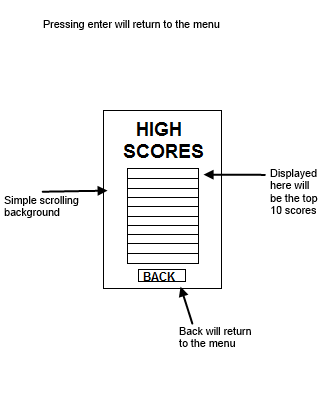 Pressing enter will return to the menu
HIGH
SCORES
Displayed
here will
be the top
10 scores
Simple scrolling
background
BACK
Back will return
to the menu